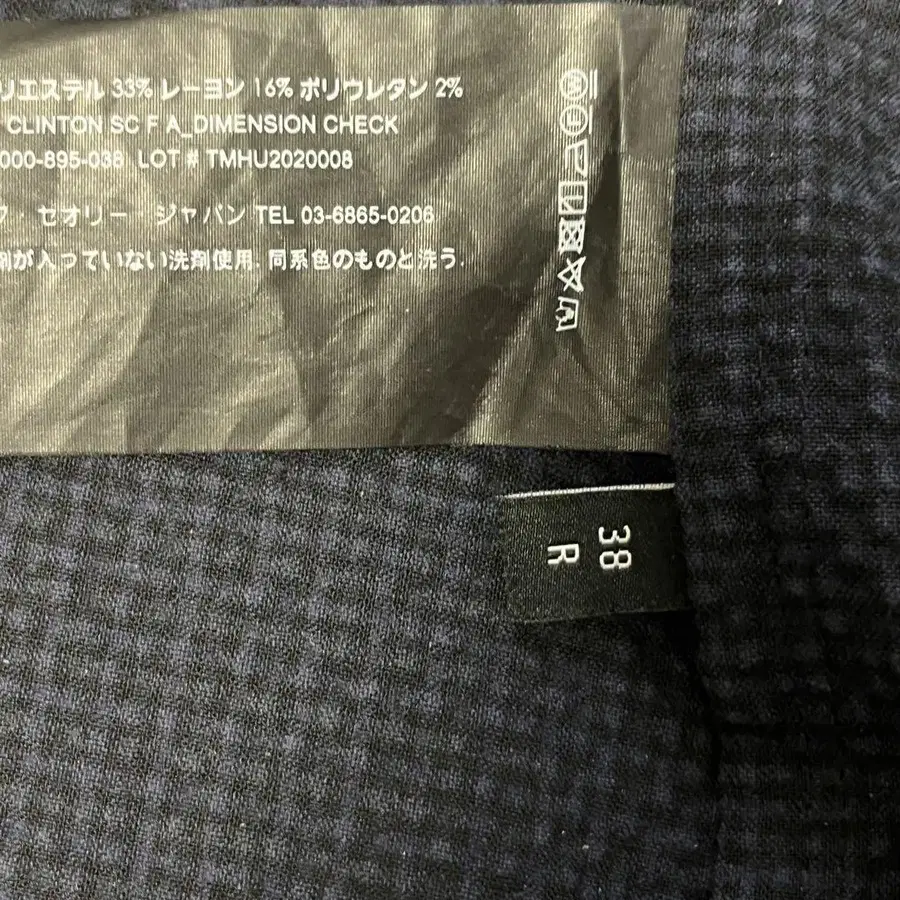 リエステル 33% レーヨン 16% ポリウレタン 2%
CLINTON SC F A_DIMENSION CHECK
000-895-038 LOT # TMHU2020008
ク・セオリー ジャパン TEL 03-6865-0206
剤が入っていない洗剤使用. 同系色のものと洗う.
38
R